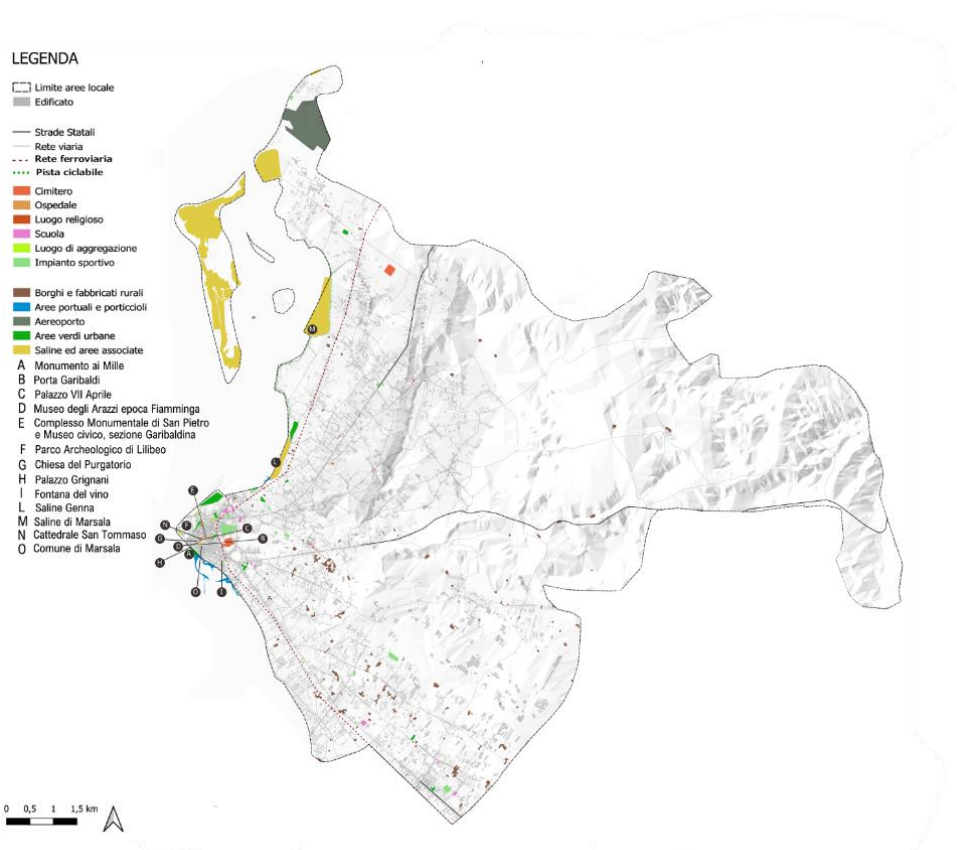 LEGENDA
Limite aree locale
Edificato
Strade Statali
Rete viaria
Rete ferroviaria
Pista ciclabile
Cimitero
Ospedale
Luogo religioso
Scuola
Luogo di aggregazione
Impianto sportivo
Borghi e fabbricati rurali
Aree portuali e porticcioli
Aereoporto
Aree verdi urbane
Saline ed aree associate
A Monumento ai Mille
B Porta Garibaldi
C Palazzo VII Aprile
D Museo degli Arazzi epoca Fiamminga
E Complesso Monumentale di San Pietro
e Museo civico, sezione Garibaldina
F Parco Archeologico di Lilibeo
G Chiesa del Purgatorio
H Palazzo Grignani
I Fontana del vino
L Saline Genna
M Saline di Marsala
N Cattedrale San Tommaso
O Comune di Marsala
M
L
E
N F C
G B
D A
H
O I
0 0,5 1 1,5 km